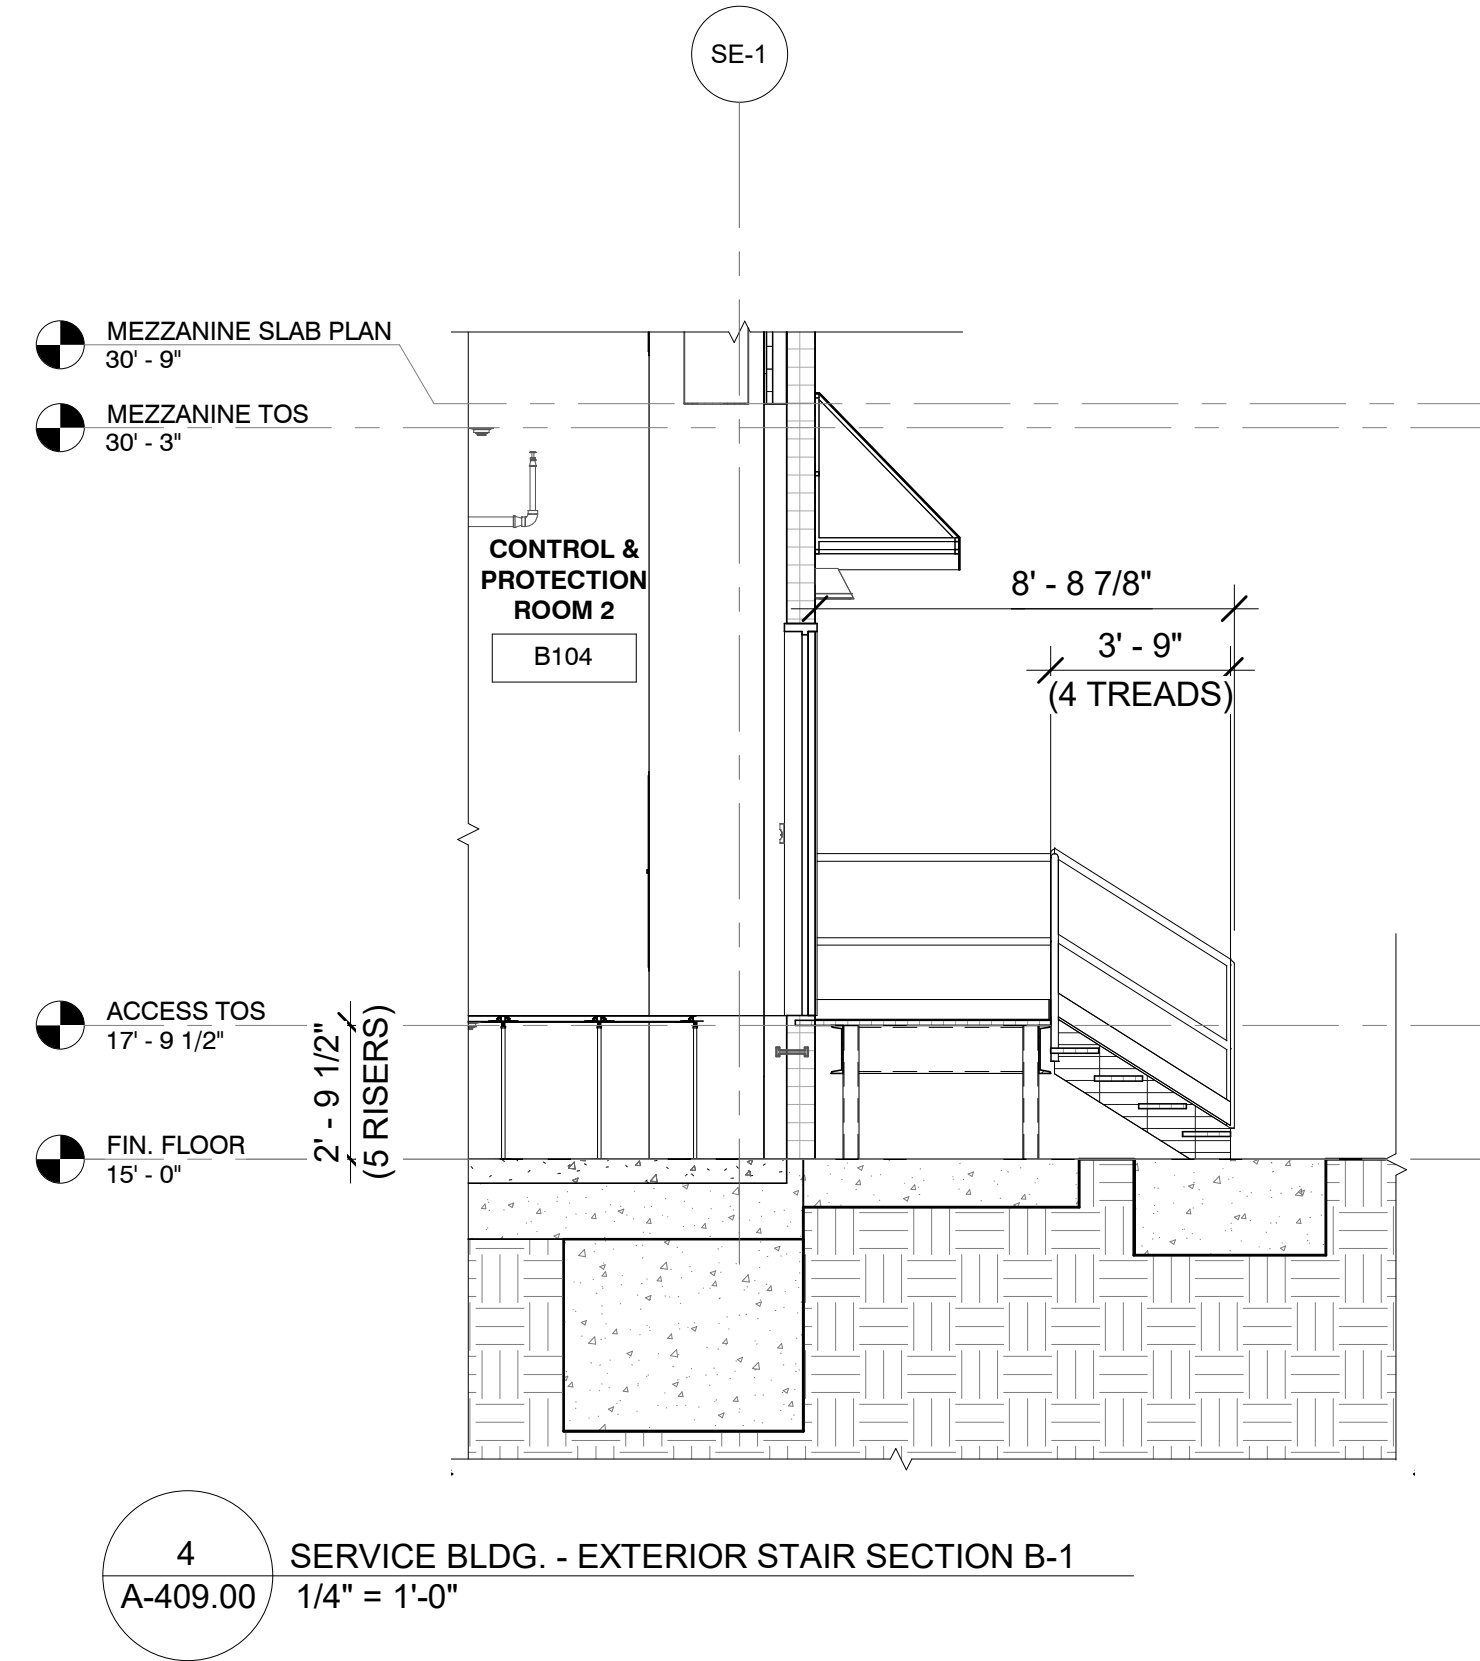 SE-1
MEZZANINE SLAB PLAN
30' - 9"
MEZZANINE TOS
30' - 3"
CONTROL &
PROTECTION
ROOM 2
B104
8' - 8 7/8"
3' - 9"
(4 TREADS)
ACCESS TOS
17' - 9 1/2"
2' - 9 1/2"
(5 RISERS)
FIN. FLOOR
15' - 0"
4
A-409.00
SERVICE BLDG. - EXTERIOR STAIR SECTION B-1
1/4" = 1'-0"